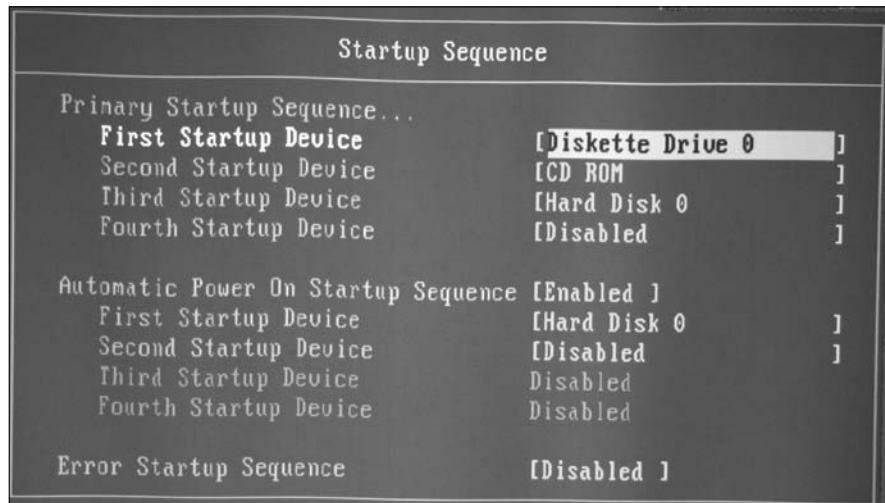 Startup Sequence
Primary Startup Sequence...
First Startup Device [Diskette Drive 0 ]
Second Startup Device [CD ROM ]
Third Startup Device [Hard Disk 0 ]
Fourth Startup Device [Disabled ]
Automatic Power On Startup Sequence [Enabled ]
First Startup Device [Hard Disk 0 ]
Second Startup Device [Disabled ]
Third Startup Device Disabled
Fourth Startup Device Disabled
Error Startup Sequence [Disabled ]